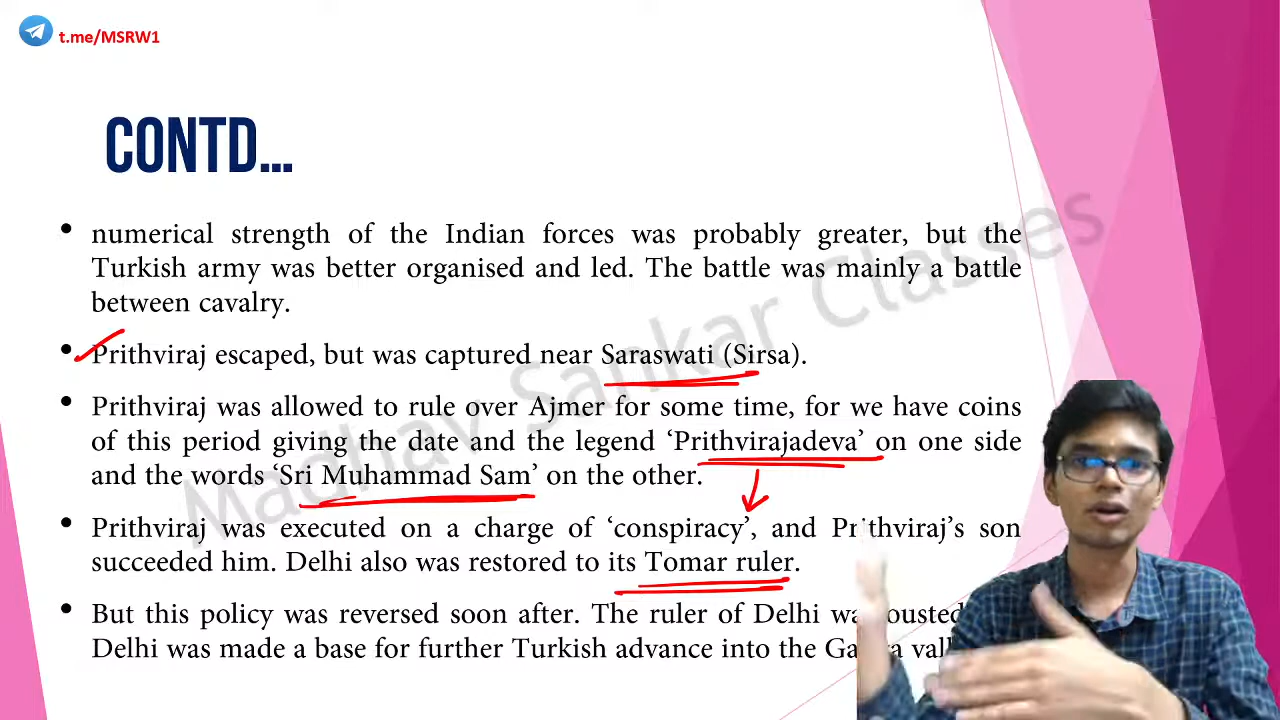 t.me/MSRW1
CONTD...
• numerical strength of the Indian forces was probably greater, but the
Turkish army was better organised and led. The battle was mainly a battle
between cavalry.
• Prithviraj escaped, but was captured near Saraswati (Sirsa).
• Prithviraj was allowed to rule over Ajmer for some time, for we have coins
of this period giving the date and the legend ‘Prithvirajadeva’ on one side
and the words ‘Sri Muhammad Sam’ on the other.
• Prithviraj was executed on a charge of ‘conspiracy’, and Prithviraj’s son
succeeded him. Delhi also was restored to its Tomar ruler.
• But this policy was reversed soon after. The ruler of Delhi was ousted
Delhi was made a base for further Turkish advance into the
Madhav Sankar Classes